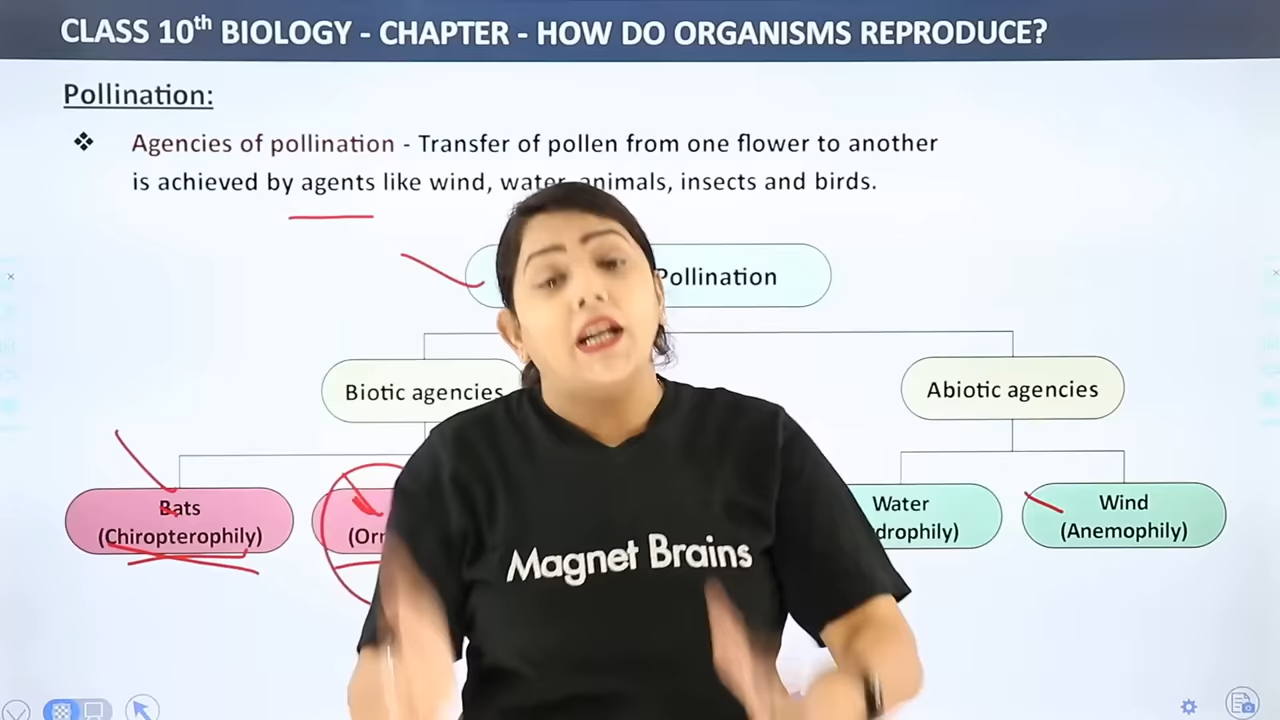 CLASS 10th BIOLOGY - CHAPTER - HOW DO ORGANISMS REPRODUCE?
Pollination:
❖ Agencies of pollination - Transfer of pollen from one flower to another
is achieved by agents like wind, water, animals, insects and birds.
Pollination
Biotic agencies
Abiotic agencies
Bats
(Chiropterophily)
Water
Wind
(Anemophily)
Magnet Brains